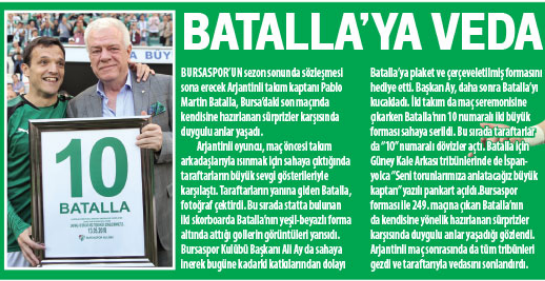 BATALLA'YA VEDA
BURSASPOR'UN sezon sonunda sözleşmesi
sona erecek Arjantinli takım kaptanı Pablo
Martin Batalla, Bursa'daki son maçında
kendisine hazırlanan sürprizler karşısında
duygulu anlar yaşadı.
Arjantinli oyuncu, maç öncesi takım
arkadaşlarıyla ısınmak için sahaya çıktığında
taraftarların büyük sevgi gösterileriyle
karşılaştı. Taraftarların yanına giden Batalla,
fotoğraf çektirdi. Bu sırada statta bulunan
iki skorboarda Batalla'nın yeşil-beyazlı forma
altında attığı gollerin görüntüleri yansıdı.
Bursaspor Kulübü Başkanı Ali Ay da sahaya
inerek bugüne kadarki katkılarından dolayı
Batalla'ya plaket ve çerçeveletilmiş formasını
hediye etti. Başkan Ay, daha sonra Batalla'yı
kucakladı. İki takım da maç seremonisine
çıkarken Batalla'nın 10 numaralı iki büyük
forması sahaya serildi. Bu sırada taraftarlar
da "10" numaralı dövizler açtı. Batalla için
Güney Kale Arkası tribünlerinde de İspan-
yolca "Seni torunlarımıza anlatacağız büyük
kaptan" yazılı pankart açıldı.Bursaspor
forması ile 249. maçına çıkan Batalla'nın
da kendisine yönelik hazırlanan sürprizler
karşısında duygulu anlar yaşadığı gözlendi.
Arjantinli maç sonrasında da tüm tribünleri
gezdi ve taraftarıyla vedasını sonlandırdı.
BÜY
10
BATALLA